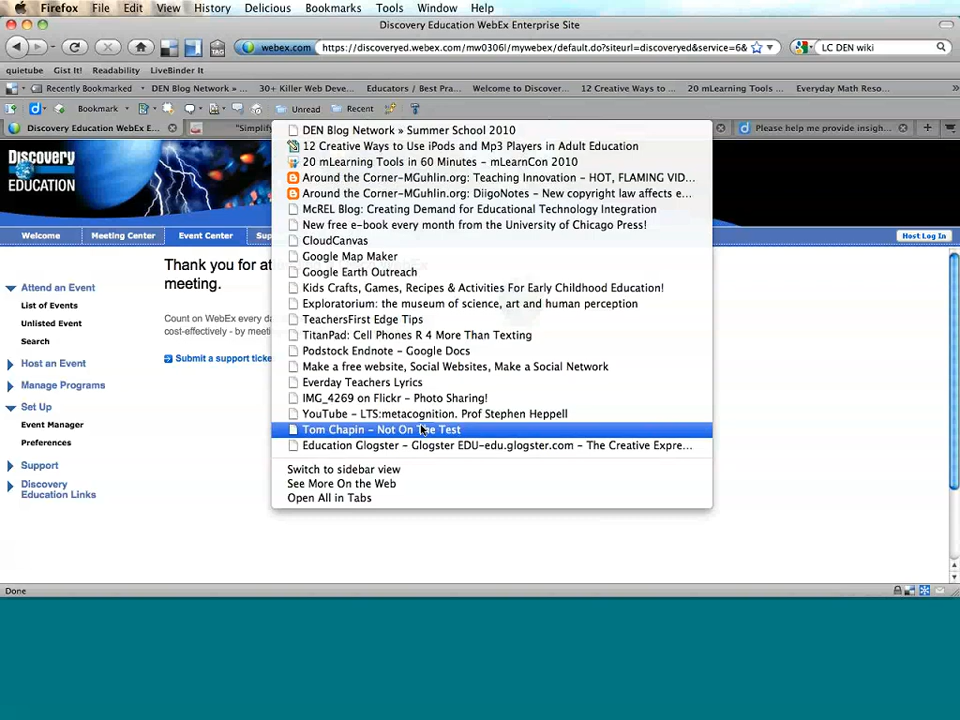 Firefox File Edit View History Delicious Bookmarks Tools Window Help
Discovery Education WebEx Enterprise Site
webex.com https://discoveryed.webex.com/mw0306l/mywebex/default.do?siteurl=discoveryed&service=6& LC DEN wiki
quietube Gist It! Readability LiveBinder It
Recently Bookmarked DEN Blog Network » ... 30+ Killer Web Deve... Educators / Best Pra... Welcome to Discover... 12 Creative Ways to ... 20 mLearning Tools i... Everyday Math Reso...
Bookmark Unread Recent
Discovery Education WebEx E... "Simplify Please help me provide insigh...
Discovery
EDUCATION
Welcome Meeting Center Event Center Sup Host Log In
Attend an Event
List of Events
Unlisted Event
Search
Host an Event
Manage Programs
Set Up
Event Manager
Preferences
Support
Discovery
Education Links
Thank you for at
meeting.
Count on WebEx every da
cost-effectively - by meeti
Submit a support ticke
DEN Blog Network » Summer School 2010
12 Creative Ways to Use iPods and Mp3 Players in Adult Education
20 mLearning Tools in 60 Minutes – mLearnCon 2010
Around the Corner-MGuhlin.org: Teaching Innovation – HOT, FLAMING VID...
Around the Corner-MGuhlin.org: DiigoNotes – New copyright law affects e...
McREL Blog: Creating Demand for Educational Technology Integration
New free e-book every month from the University of Chicago Press!
CloudCanvas
Google Map Maker
Google Earth Outreach
Kids Crafts, Games, Recipes & Activities For Early Childhood Education!
Exploratorium: the museum of science, art and human perception
TeachersFirst Edge Tips
TitanPad: Cell Phones R 4 More Than Texting
Podstock Endnote – Google Docs
Make a free website, Social Websites, Make a Social Network
Everday Teachers Lyrics
IMG_4269 on Flickr – Photo Sharing!
YouTube – LTS:metacognition. Prof Stephen Heppell
Tom Chapin – Not On The Test
Education Glogster – Glogster EDU-edu.glogster.com – The Creative Expre...
Switch to sidebar view
See More On the Web
Open All in Tabs
Done